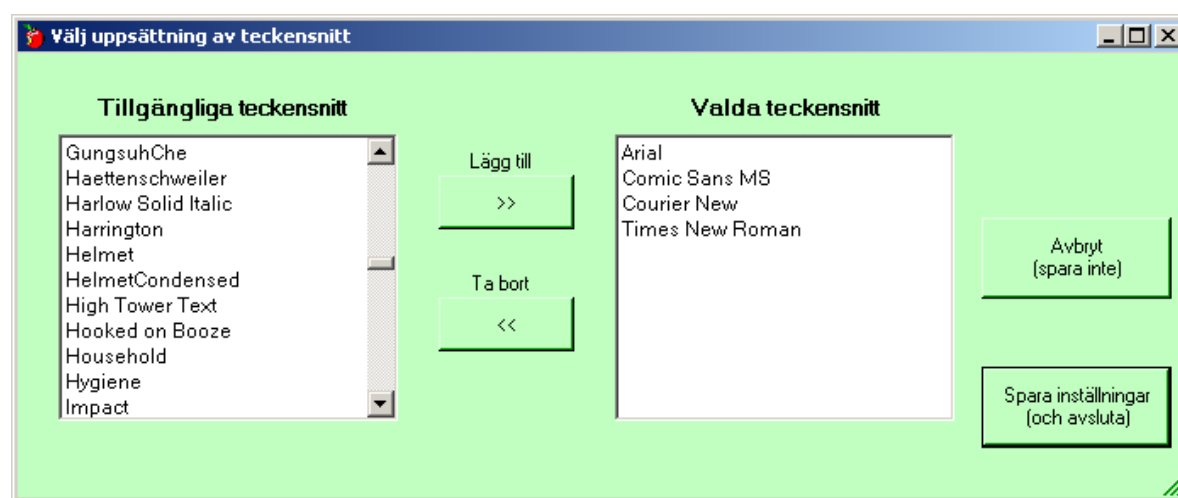 Välj uppsättning av teckensnitt
Tillgängliga teckensnitt
GungsuhChe
Haettenschweiler
Harlow Solid Italic
Harrington
Helmet
HelmetCondensed
High Tower Text
Hooked on Booze
Household
Hygiene
Impact
Lägg till
>>
Ta bort
<<
Valda teckensnitt
Arial
Comic Sans MS
Courier New
Times New Roman
Avbryt
(spara inte)
Spara inställningar
(och avsluta)